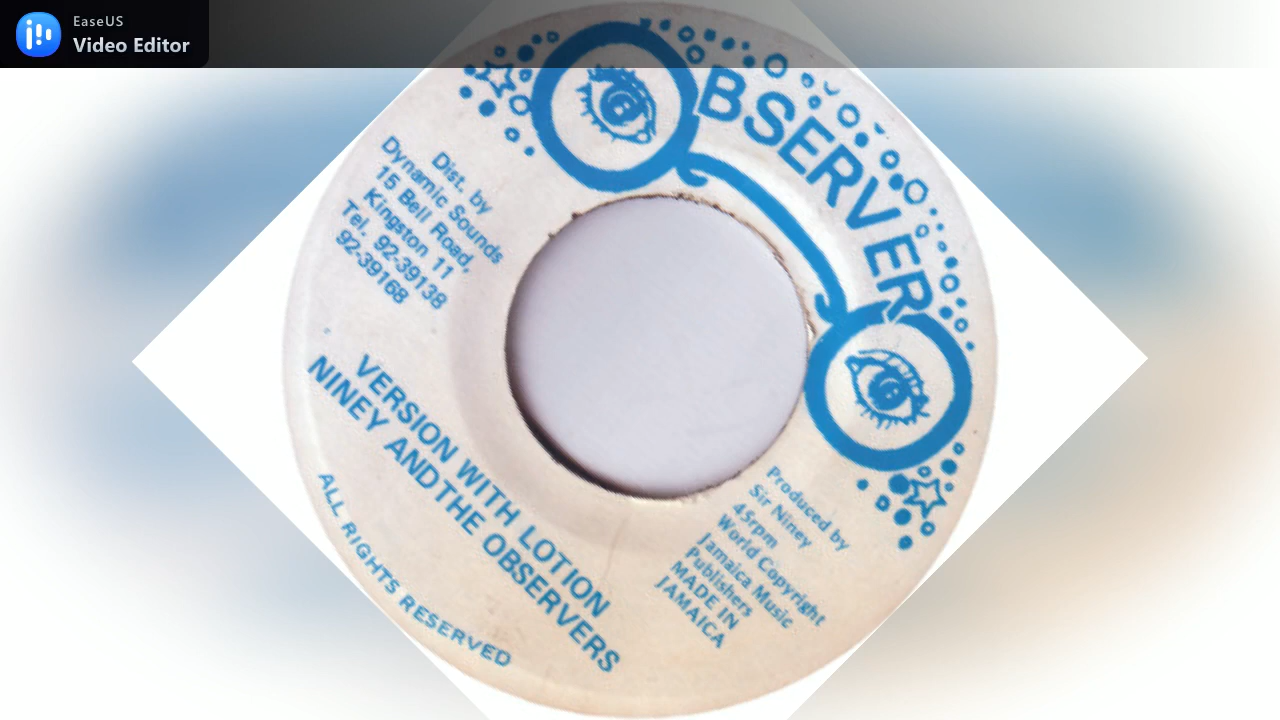 EaseUS
Video Editor
OBSERVER
Dist. by
Dynamic Sounds
15 Bell Road,
Kingston 11
Tel. 92-39138
92-39168
VERSION WITH LOTION
NINEY AND THE OBSERVERS
ALL RIGHTS RESERVED
Produced by
Sir Niney
45rpm
World Copyright
Jamaica Music
Publishers
MADE IN
JAMAICA